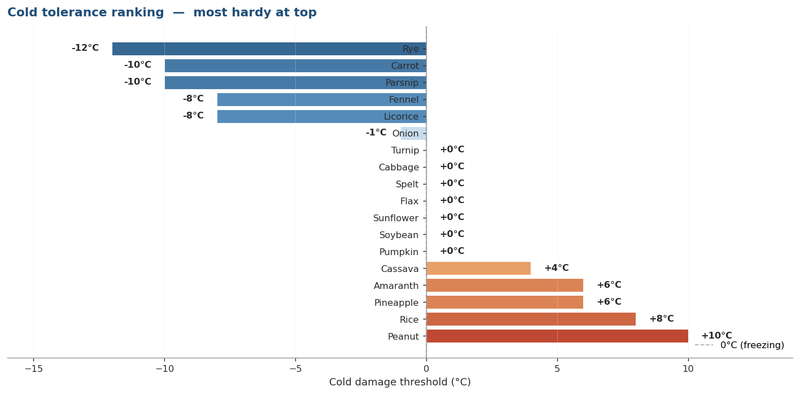 Cold tolerance ranking — most hardy at top
-12°C Rye
-10°C Carrot
-10°C Parsnip
-8°C Fennel
-8°C Licorice
-1°C Onion
Turnip +0°C
Cabbage +0°C
Spelt +0°C
Flax +0°C
Sunflower +0°C
Soybean +0°C
Pumpkin +0°C
Cassava +4°C
Amaranth +6°C
Pineapple +6°C
Rice +8°C
Peanut +10°C
0°C (freezing)
−15 −10 −5 0 5 10
Cold damage threshold (°C)